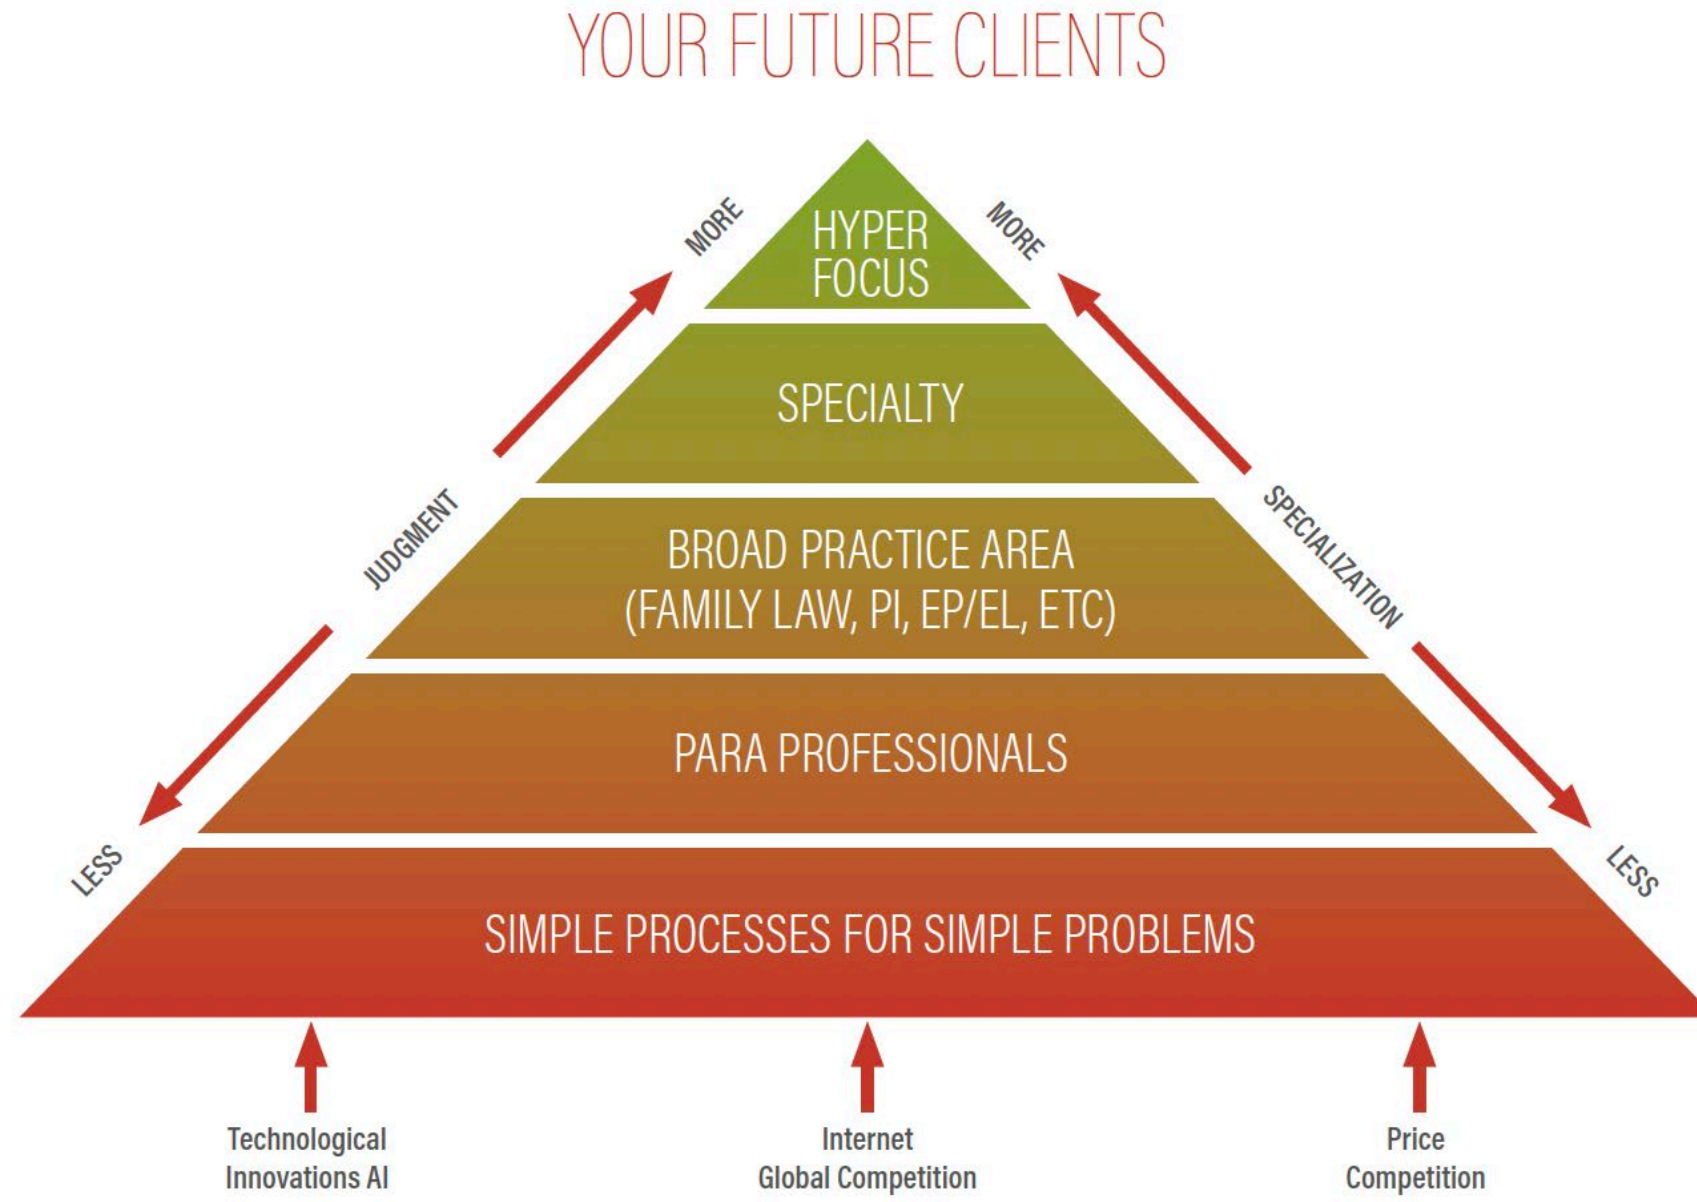 YOUR FUTURE CLIENTS
MORE
MORE
HYPER
FOCUS
SPECIALTY
JUDGMENT
SPECIALIZATION
BROAD PRACTICE AREA
(FAMILY LAW, PI, EP/EL, ETC)
PARA PROFESSIONALS
LESS
LESS
SIMPLE PROCESSES FOR SIMPLE PROBLEMS
Technological
Innovations AI
Internet
Global Competition
Price
Competition